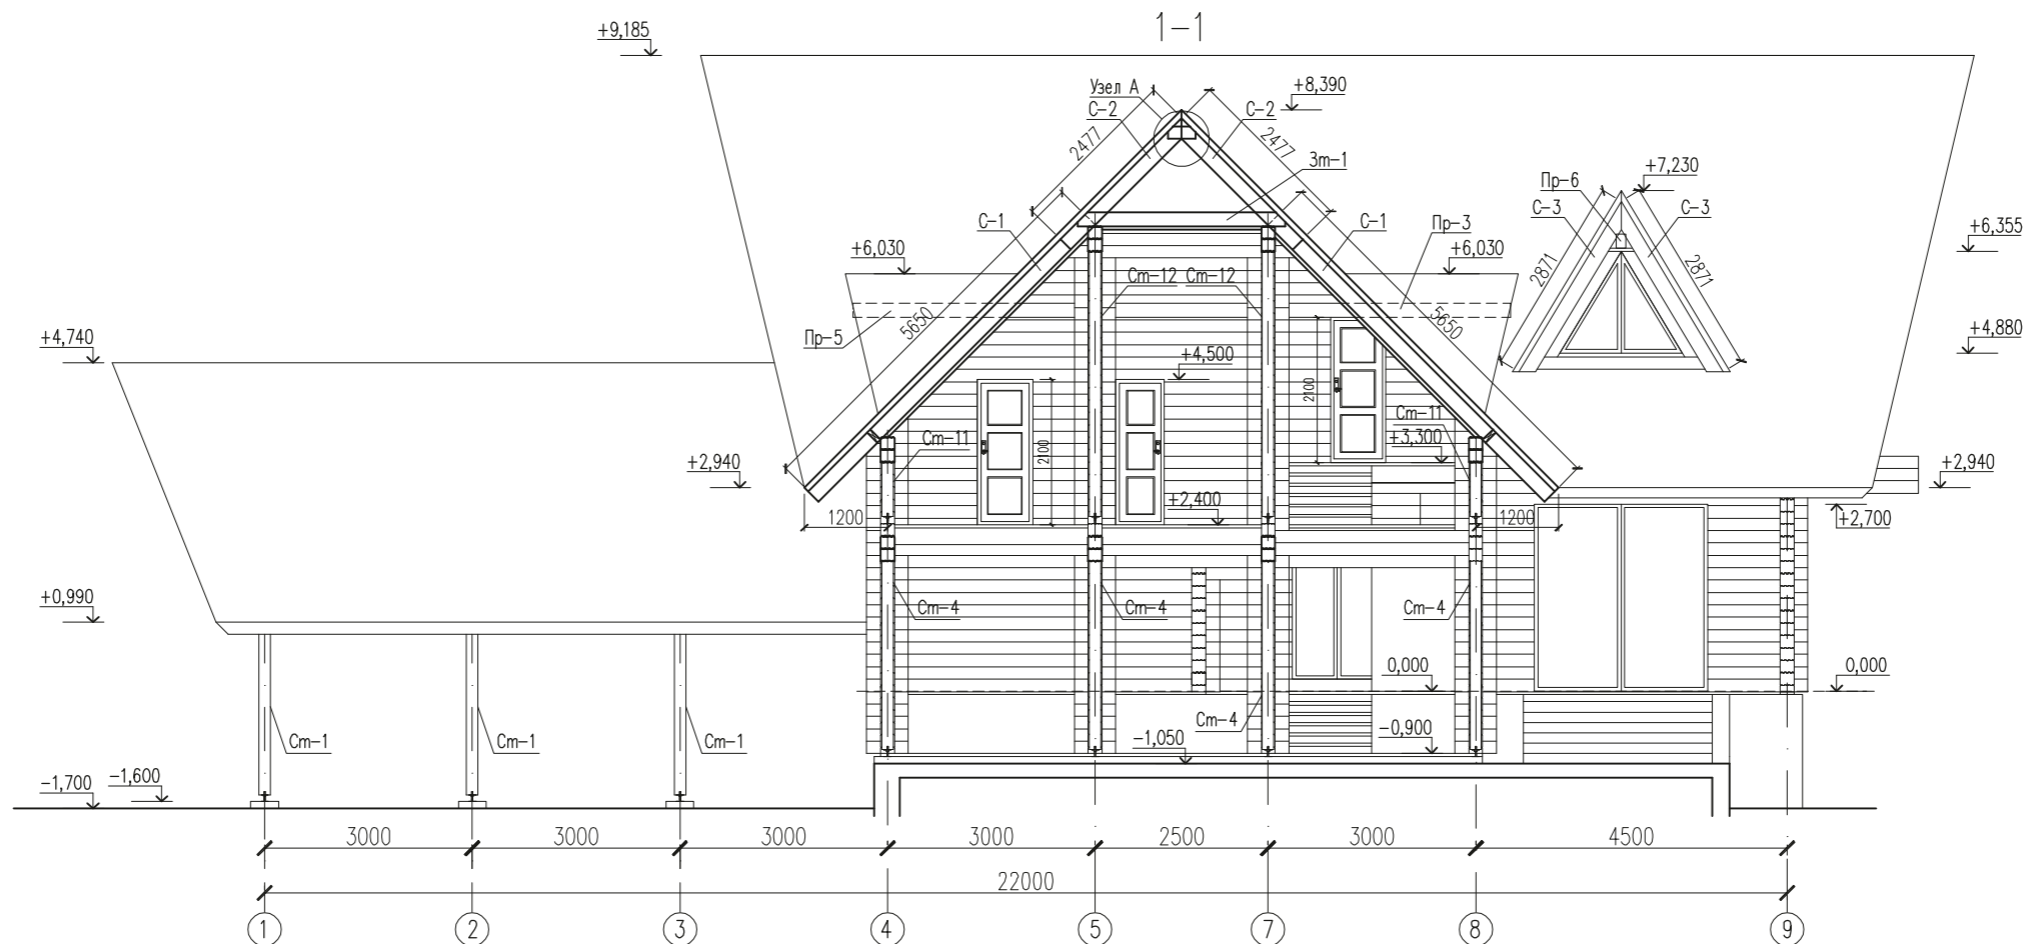 1-1
+9,185
Узел А
+8,390
С-2
С-2
2477
2477
Зт-1
+7,230
Пр-6
С-3
С-3
С-1
С-1
Пр-3
+6,355
+6,030
+6,030
Ст-12
Ст-12
2871
2871
5650
5650
Пр-5
+4,740
+4,880
+4,500
2100
2100
Ст-11
Ст-11
+3,300
+2,940
+2,940
+2,400
1200
1200
+2,700
+0,990
Ст-4
Ст-4
Ст-4
0,000
0,000
Ст-4
Ст-1
Ст-1
Ст-1
-0,900
-1,050
-1,700
-1,600
3000
3000
3000
3000
2500
3000
4500
22000
1
2
3
4
5
7
8
9